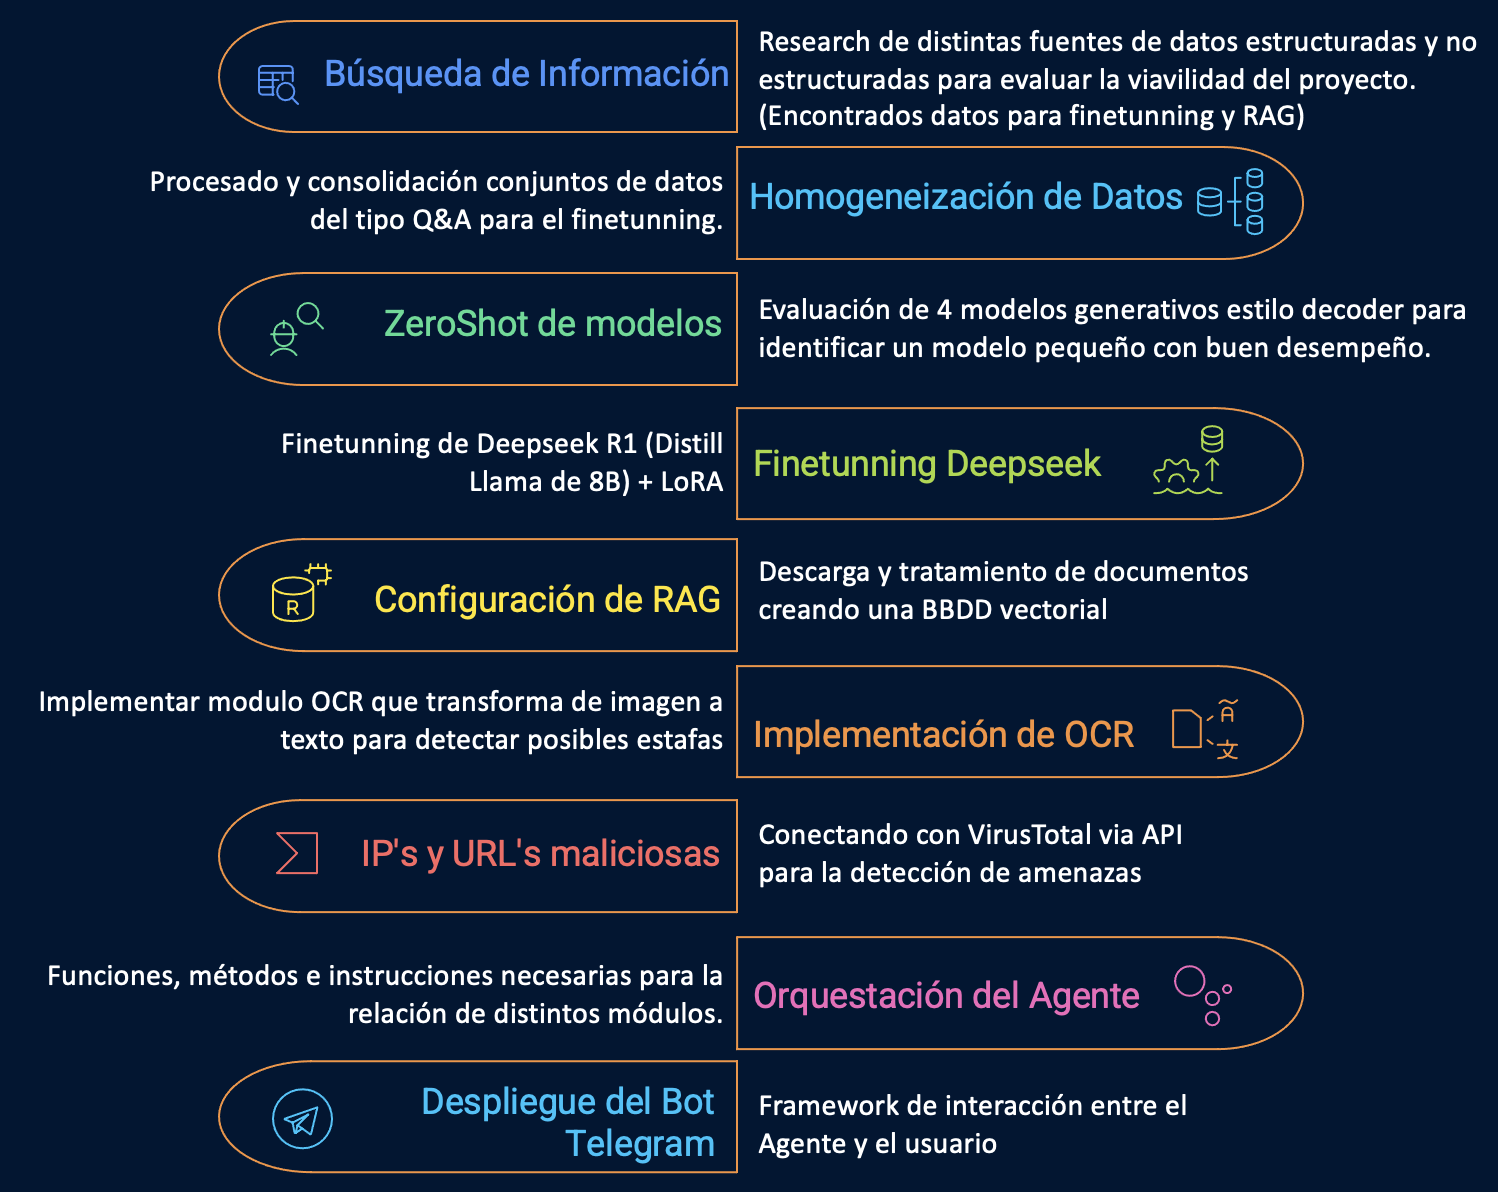 Búsqueda de Información
Research de distintas fuentes de datos estructuradas y no
estructuradas para evaluar la viavilidad del proyecto.
(Encontrados datos para finetunning y RAG)
Procesado y consolidación conjuntos de datos
del tipo Q&A para el finetunning.
Homogeneización de Datos
ZeroShot de modelos
Evaluación de 4 modelos generativos estilo decoder para
identificar un modelo pequeño con buen desempeño.
Finetunning de Deepseek R1 (Distill
Llama de 8B) + LoRA
Finetunning Deepseek
R
Configuración de RAG
Descarga y tratamiento de documentos
creando una BBDD vectorial
Implementar modulo OCR que transforma de imagen a
texto para detectar posibles estafas
Implementación de OCR
A
文
IP's y URL's maliciosas
Conectando con VirusTotal via API
para la detección de amenazas
Funciones, métodos e instrucciones necesarias para la
relación de distintos módulos.
Orquestación del Agente
Despliegue del Bot
Telegram
Framework de interacción entre el
Agente y el usuario